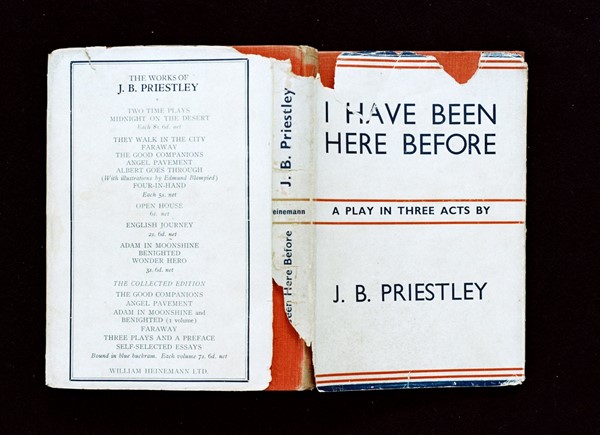 THE WORKS OF
J. B. PRIESTLEY
TWO TIME PLAYS
MIDNIGHT ON THE DESERT
Each 8s. 6d. net
THEY WALK IN THE CITY
FARAWAY
THE GOOD COMPANIONS
ANGEL PAVEMENT
ALBERT GOES THROUGH
(With illustrations by Edmund Blampied)
FOUR-IN-HAND
Each 5s. net
OPEN HOUSE
6s. net
ENGLISH JOURNEY
2s. 6d. net
ADAM IN MOONSHINE
BENIGHTED
WONDER HERO
3s. 6d. net
THE COLLECTED EDITION
THE GOOD COMPANIONS
ANGEL PAVEMENT
ADAM IN MOONSHINE and
BENIGHTED (1 volume)
FARAWAY
THREE PLAYS AND A PREFACE
SELF-SELECTED ESSAYS
Bound in blue buckram. Each volume 7s. 6d. net
WILLIAM HEINEMANN LTD.
J. B. Priestley
einemann
een Here Before
I HAVE BEEN
HERE BEFORE
A PLAY IN THREE ACTS BY
J. B. PRIESTLEY